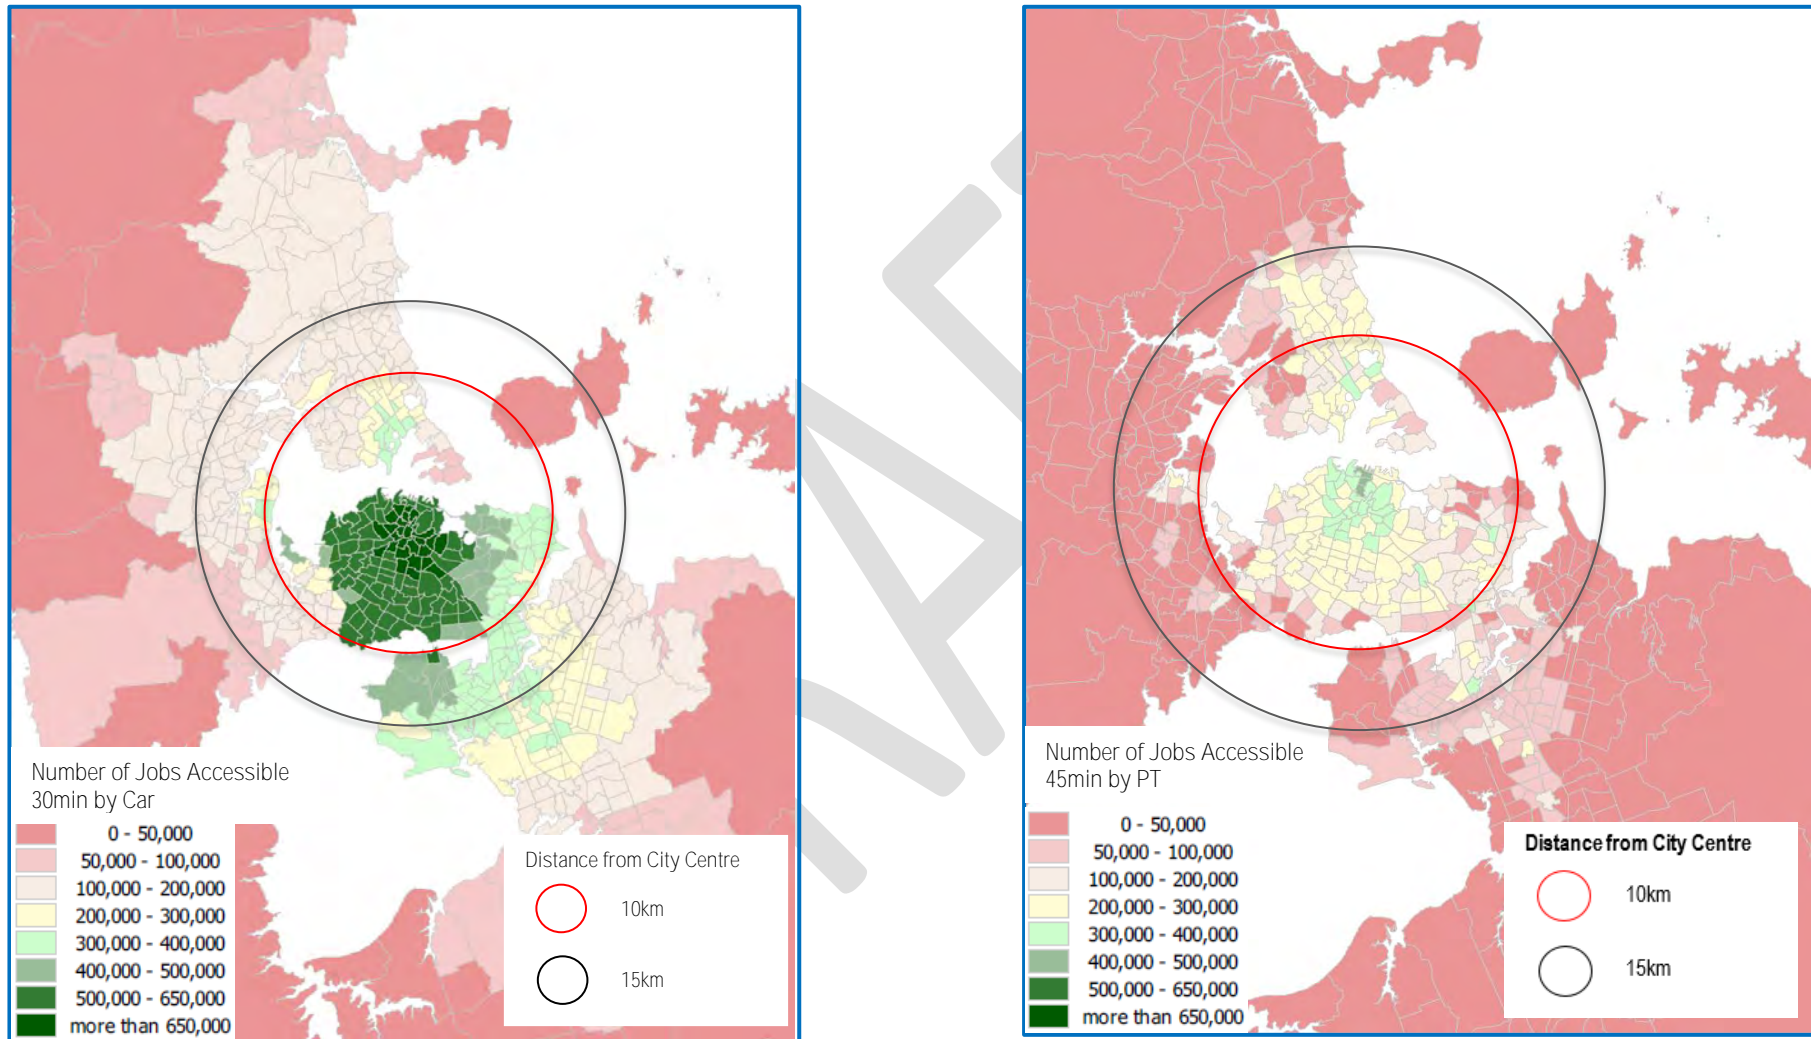 Number of Jobs Accessible
30min by Car
0 - 50,000
50,000 - 100,000
100,000 - 200,000
200,000 - 300,000
300,000 - 400,000
400,000 - 500,000
500,000 - 650,000
more than 650,000
Distance from City Centre
10km
15km
Number of Jobs Accessible
45min by PT
0 - 50,000
50,000 - 100,000
100,000 - 200,000
200,000 - 300,000
300,000 - 400,000
400,000 - 500,000
500,000 - 650,000
more than 650,000
Distance from City Centre
10km
15km